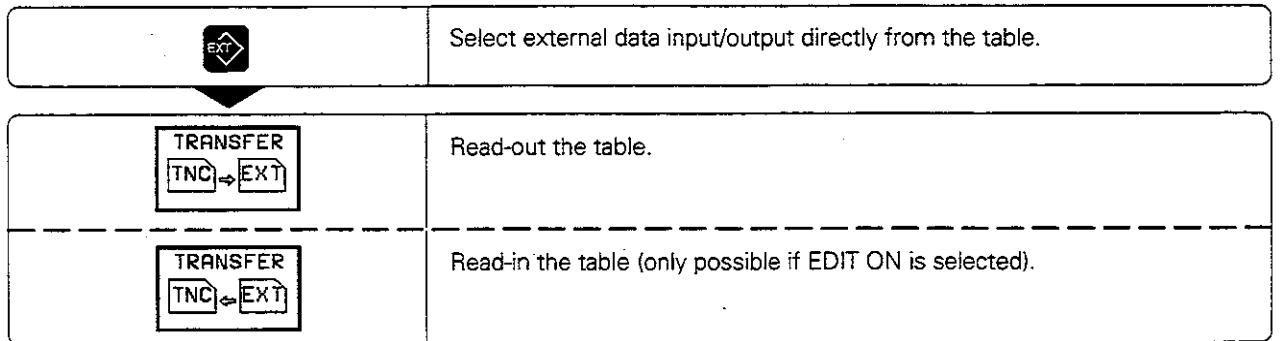 EXT
Select external data input/output directly from the table.
TRANSFER
TNC ⇒ EXT
Read-out the table.
TRANSFER
TNC ⇐ EXT
Read-in the table (only possible if EDIT ON is selected).